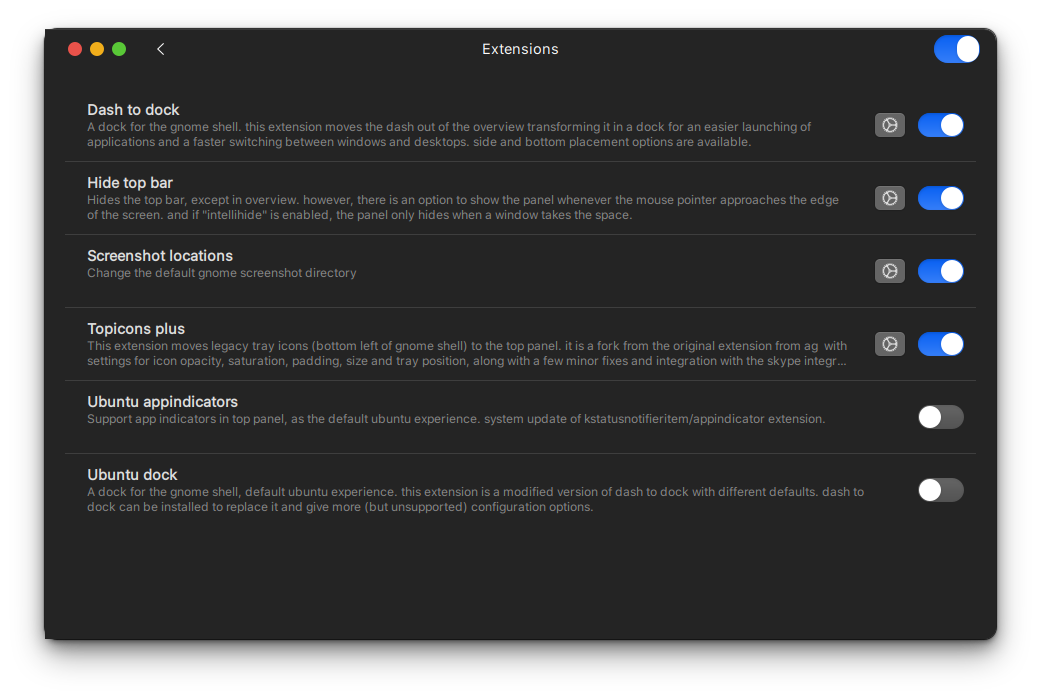 Extensions
Dash to dock
A dock for the gnome shell. this extension moves the dash out of the overview transforming it in a dock for an easier launching of
applications and a faster switching between windows and desktops. side and bottom placement options are available.
Hide top bar
Hides the top bar, except in overview. however, there is an option to show the panel whenever the mouse pointer approaches the edge
of the screen. and if "intellihide" is enabled, the panel only hides when a window takes the space.
Screenshot locations
Change the default gnome screenshot directory
Topicons plus
This extension moves legacy tray icons (bottom left of gnome shell) to the top panel. it is a fork from the original extension from ag with
settings for icon opacity, saturation, padding, size and tray position, along with a few minor fixes and integration with the skype integr...
Ubuntu appindicators
Support app indicators in top panel, as the default ubuntu experience. system update of kstatusnotifieritem/appindicator extension.
Ubuntu dock
A dock for the gnome shell, default ubuntu experience. this extension is a modified version of dash to dock with different defaults. dash to
dock can be installed to replace it and give more (but unsupported) configuration options.